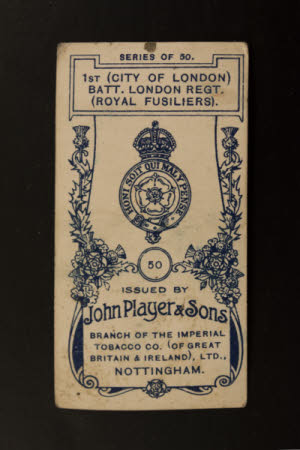 SERIES OF 50.
1ST (CITY OF LONDON)
BATT. LONDON REGT.
(ROYAL FUSILIERS).
HONI SOIT QUI MAL Y PENSE
50
ISSUED BY
John Player & Sons
BRANCH OF THE IMPERIAL
TOBACCO CO. (OF GREAT
BRITAIN & IRELAND), LTD.,
NOTTINGHAM.